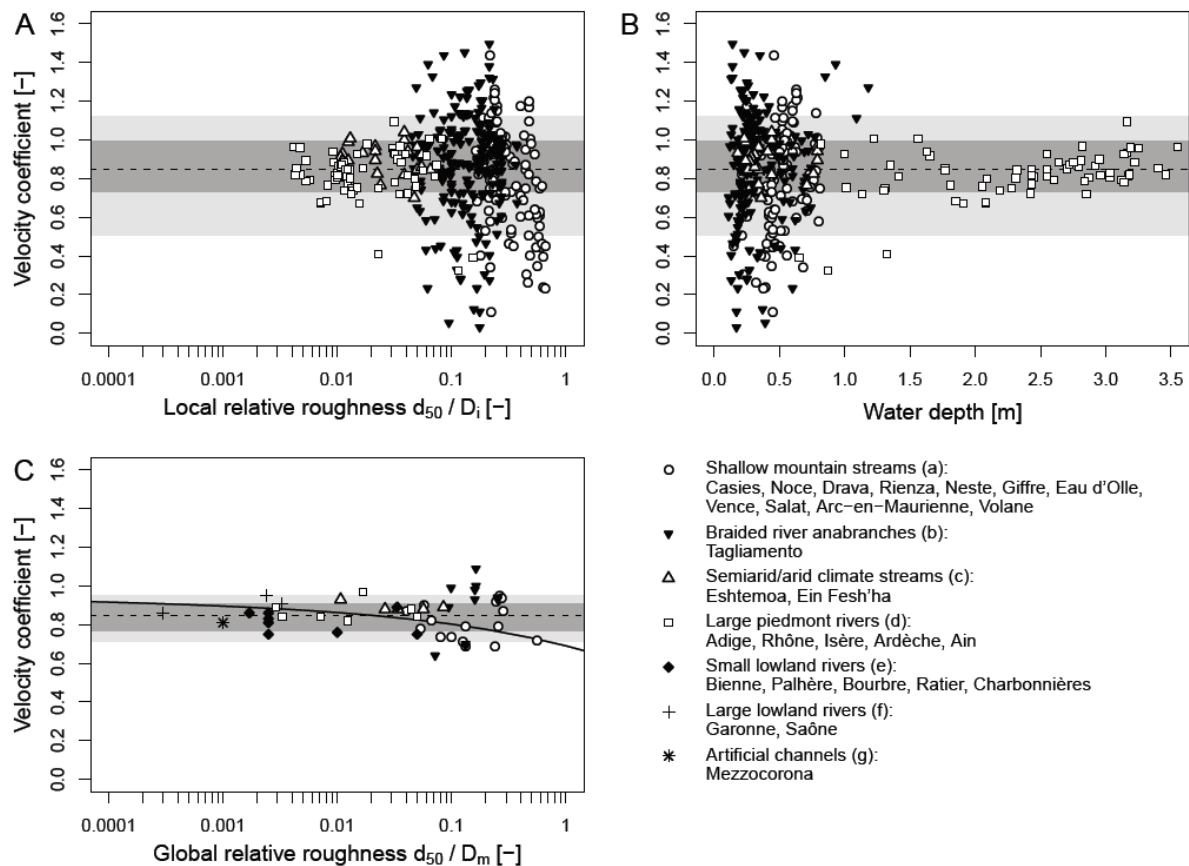 A
Velocity coefficient [−]
0.0 0.2 0.4 0.6 0.8 1.0 1.2 1.4 1.6
0.0001 0.001 0.01 0.1 1
Local relative roughness d₅₀ / Dᵢ [−]
B
Velocity coefficient [−]
0.0 0.2 0.4 0.6 0.8 1.0 1.2 1.4 1.6
0.0 0.5 1.0 1.5 2.0 2.5 3.0 3.5
Water depth [m]
C
Velocity coefficient [−]
0.0 0.2 0.4 0.6 0.8 1.0 1.2 1.4 1.6
0.0001 0.001 0.01 0.1 1
Global relative roughness d₅₀ / Dₘ [−]
Shallow mountain streams (a):
Casies, Noce, Drava, Rienza, Neste, Giffre, Eau d'Olle,
Vence, Salat, Arc−en−Maurienne, Volane
Braided river anabranches (b):
Tagliamento
Semiarid/arid climate streams (c):
Eshtemoa, Ein Fesh'ha
Large piedmont rivers (d):
Adige, Rhône, Isère, Ardèche, Ain
Small lowland rivers (e):
Bienne, Palhère, Bourbre, Ratier, Charbonnières
Large lowland rivers (f):
Garonne, Saône
Artificial channels (g):
Mezzocorona